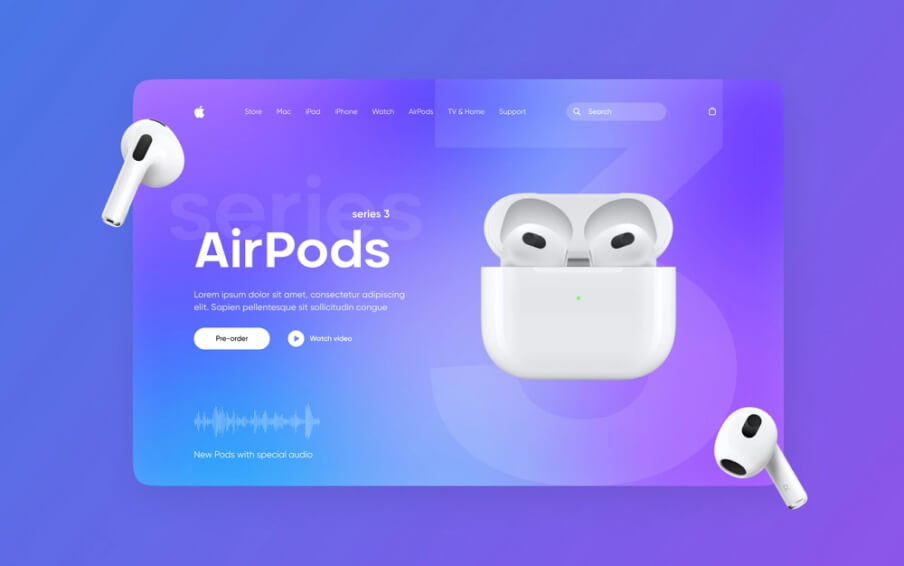 Store Mac iPad iPhone Watch AirPods TV & Home Support Search
3
series
series 3
AirPods
Lorem ipsum dolor sit amet, consectetur adipiscing
elit. Sapien pellentesque sit sollicitudin congue
Pre-order Watch video
New Pods with special audio